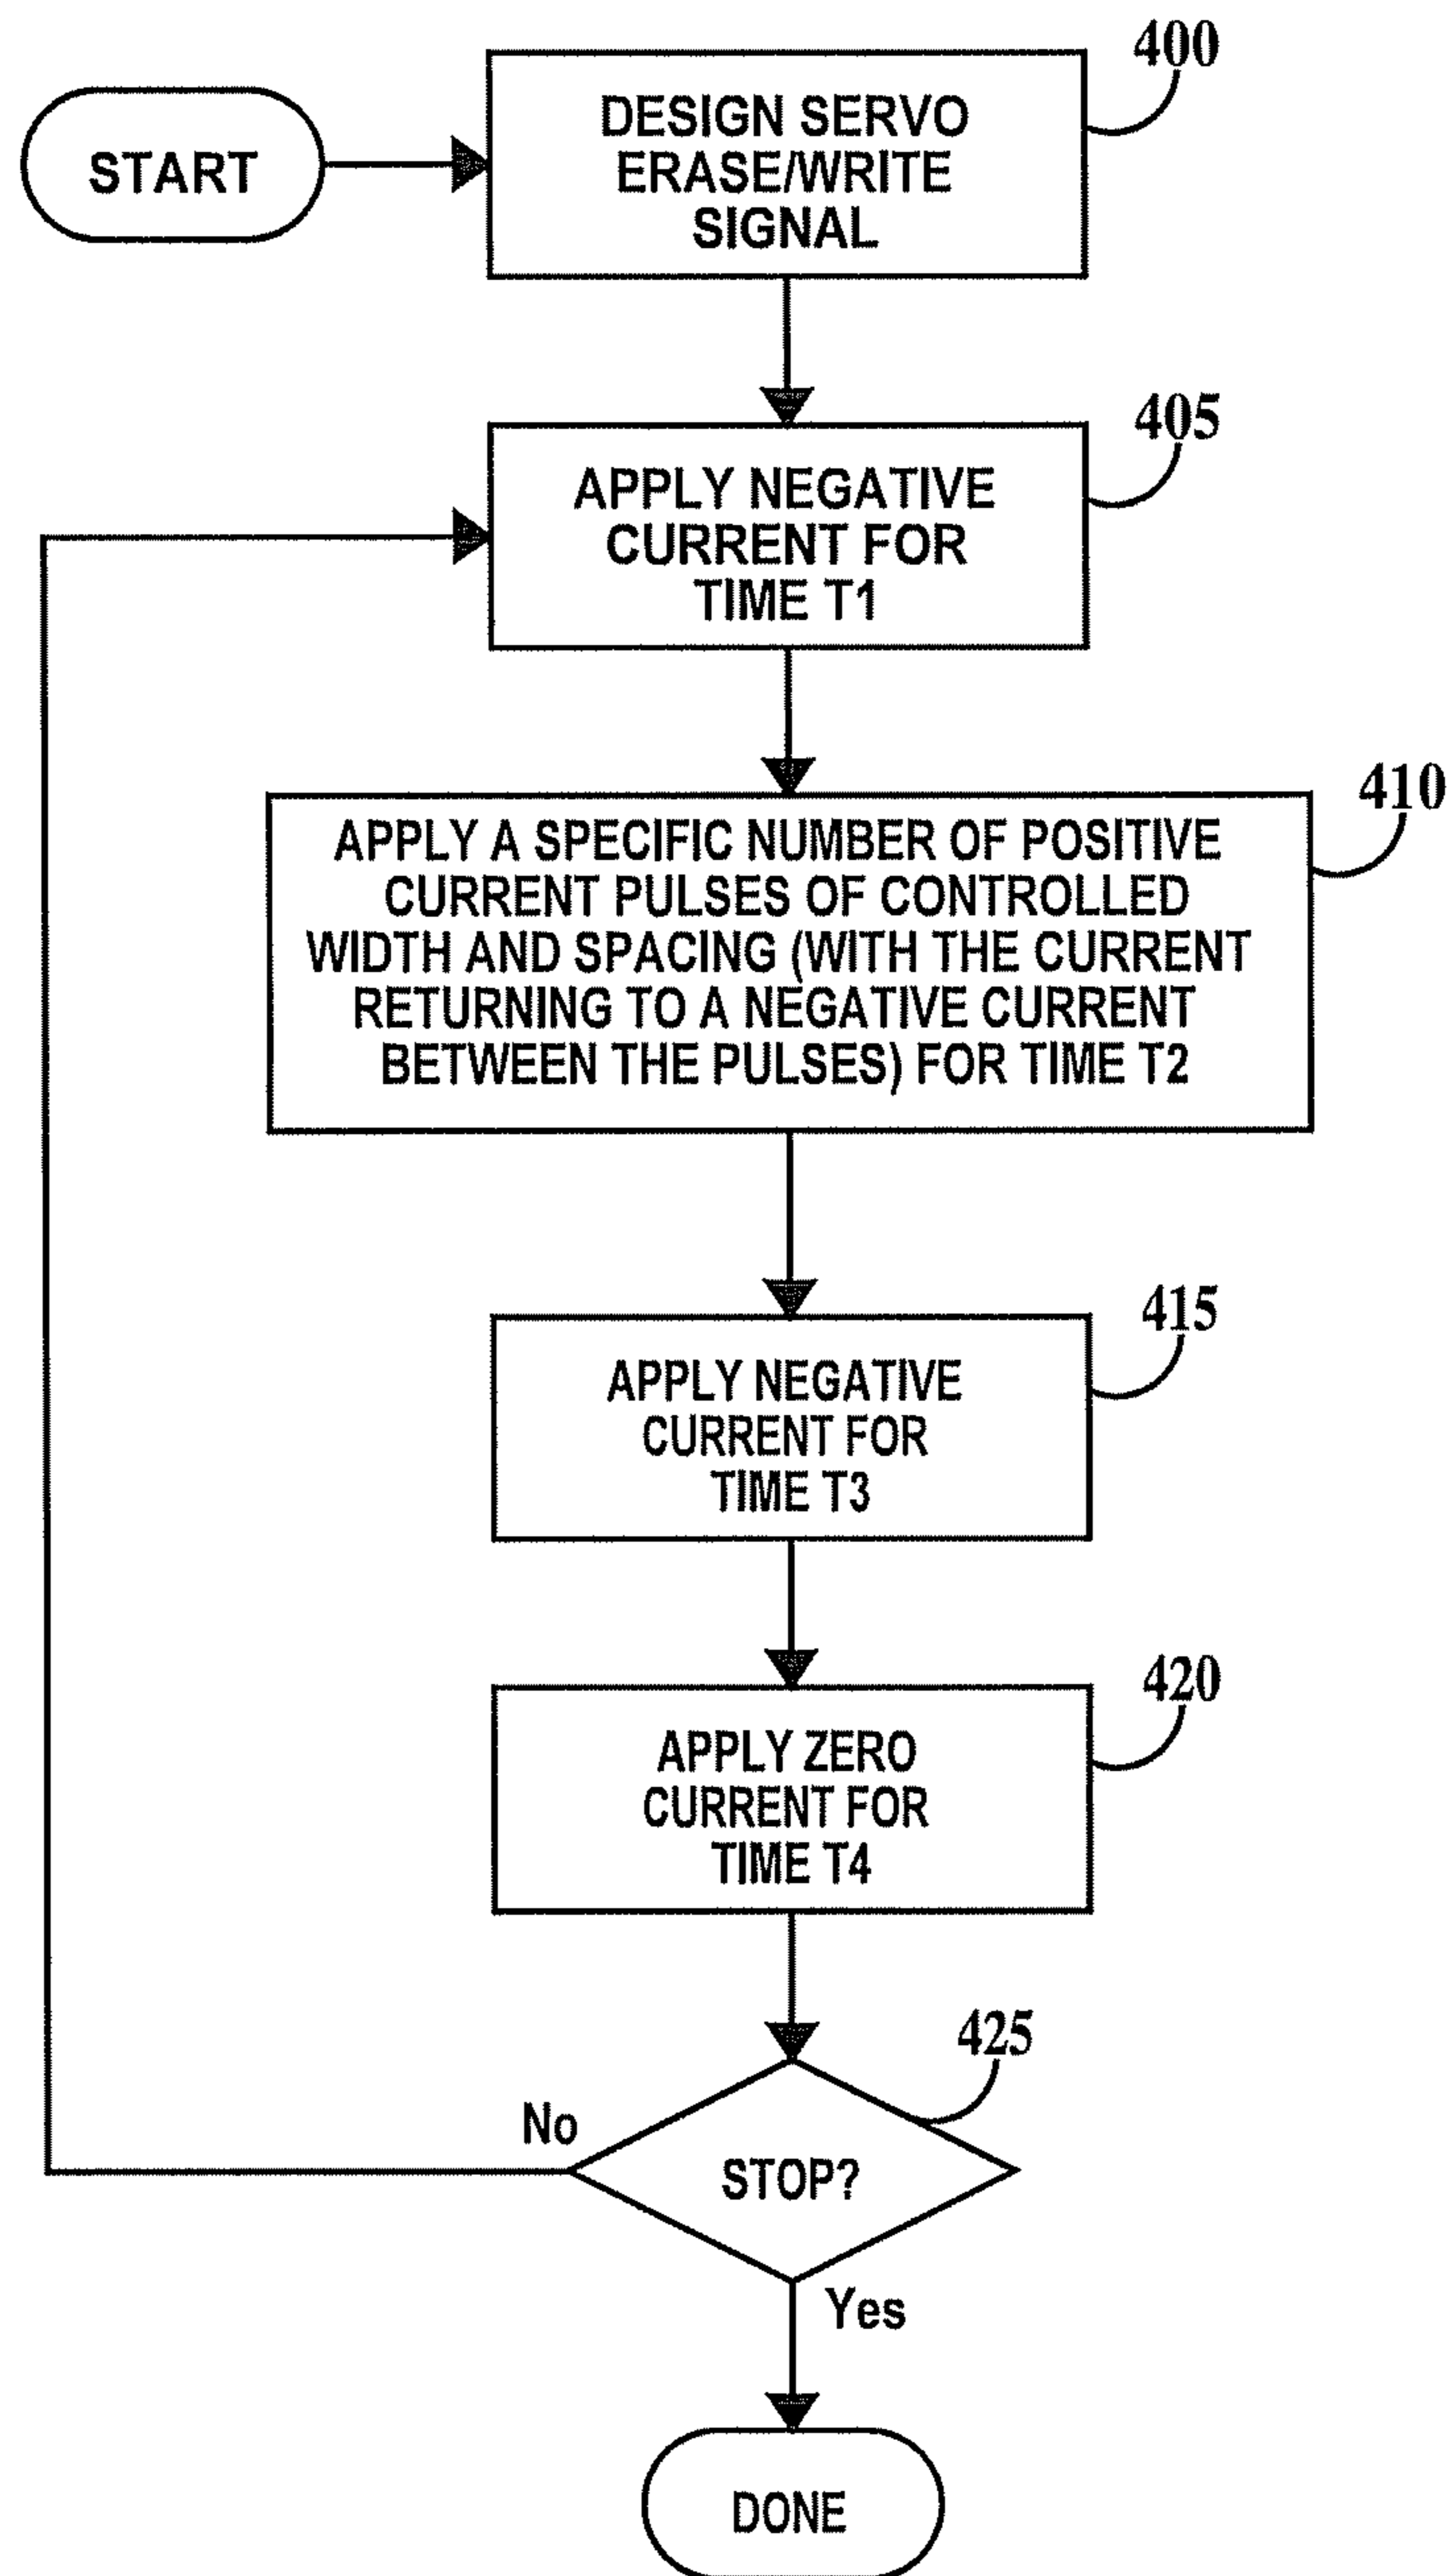 400
START
DESIGN SERVO
ERASE/WRITE
SIGNAL
405
APPLY NEGATIVE
CURRENT FOR
TIME T1
410
APPLY A SPECIFIC NUMBER OF POSITIVE
CURRENT PULSES OF CONTROLLED
WIDTH AND SPACING (WITH THE CURRENT
RETURNING TO A NEGATIVE CURRENT
BETWEEN THE PULSES) FOR TIME T2
415
APPLY NEGATIVE
CURRENT FOR
TIME T3
420
APPLY ZERO
CURRENT FOR
TIME T4
425
No
STOP?
Yes
DONE